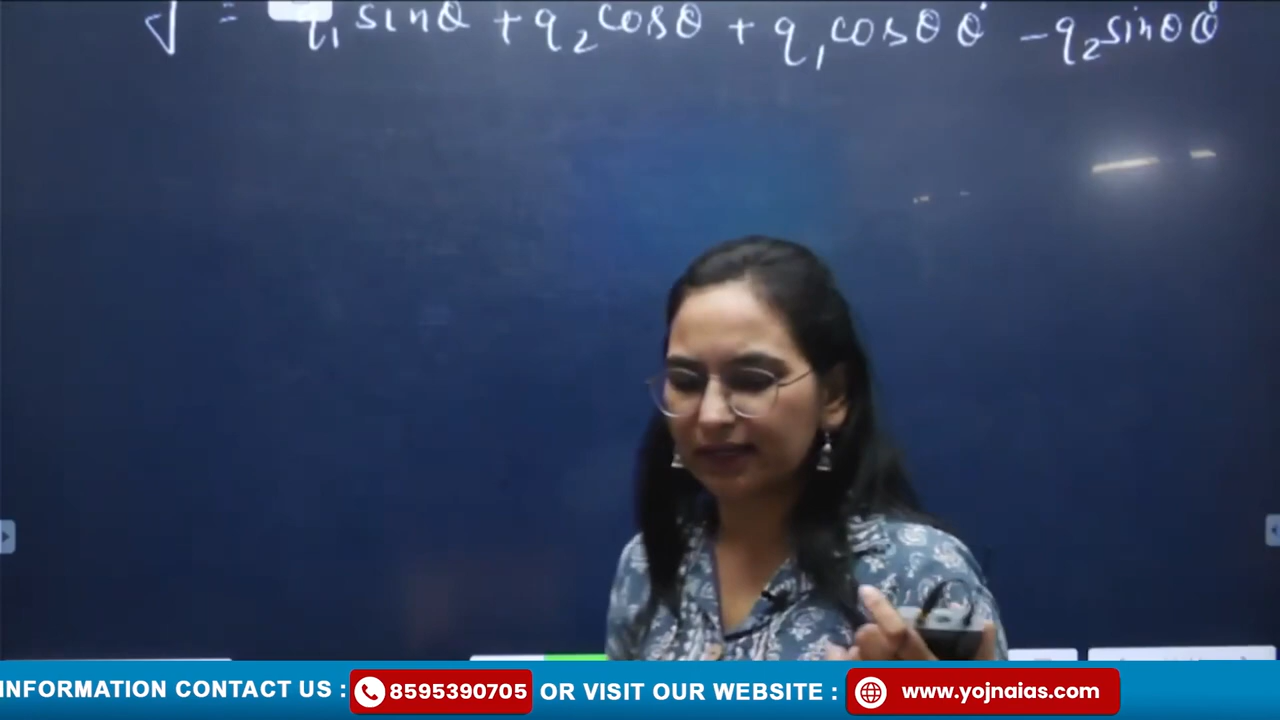 ẏ = q₁ sinθ + q₂ cosθ + q₁ cosθ θ̇ − q₂ sinθ θ̇
INFORMATION CONTACT US : 8595390705 OR VISIT OUR WEBSITE : www.yojnaias.com